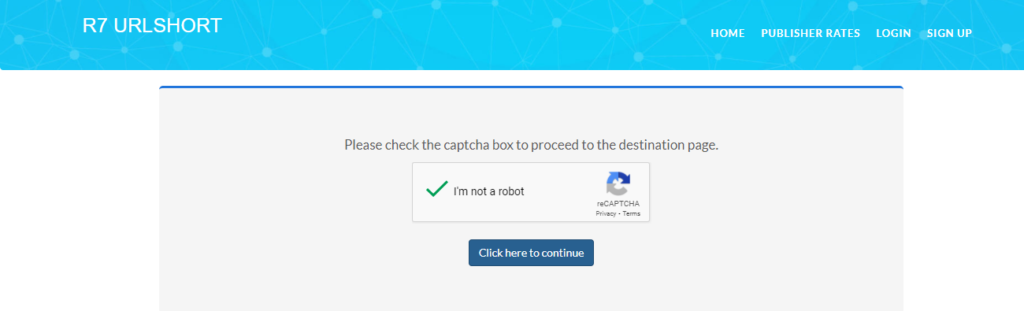 R7 URLSHORT
HOME PUBLISHER RATES LOGIN SIGN UP
Please check the captcha box to proceed to the destination page.
I'm not a robot
reCAPTCHA
Privacy • Terms
Click here to continue